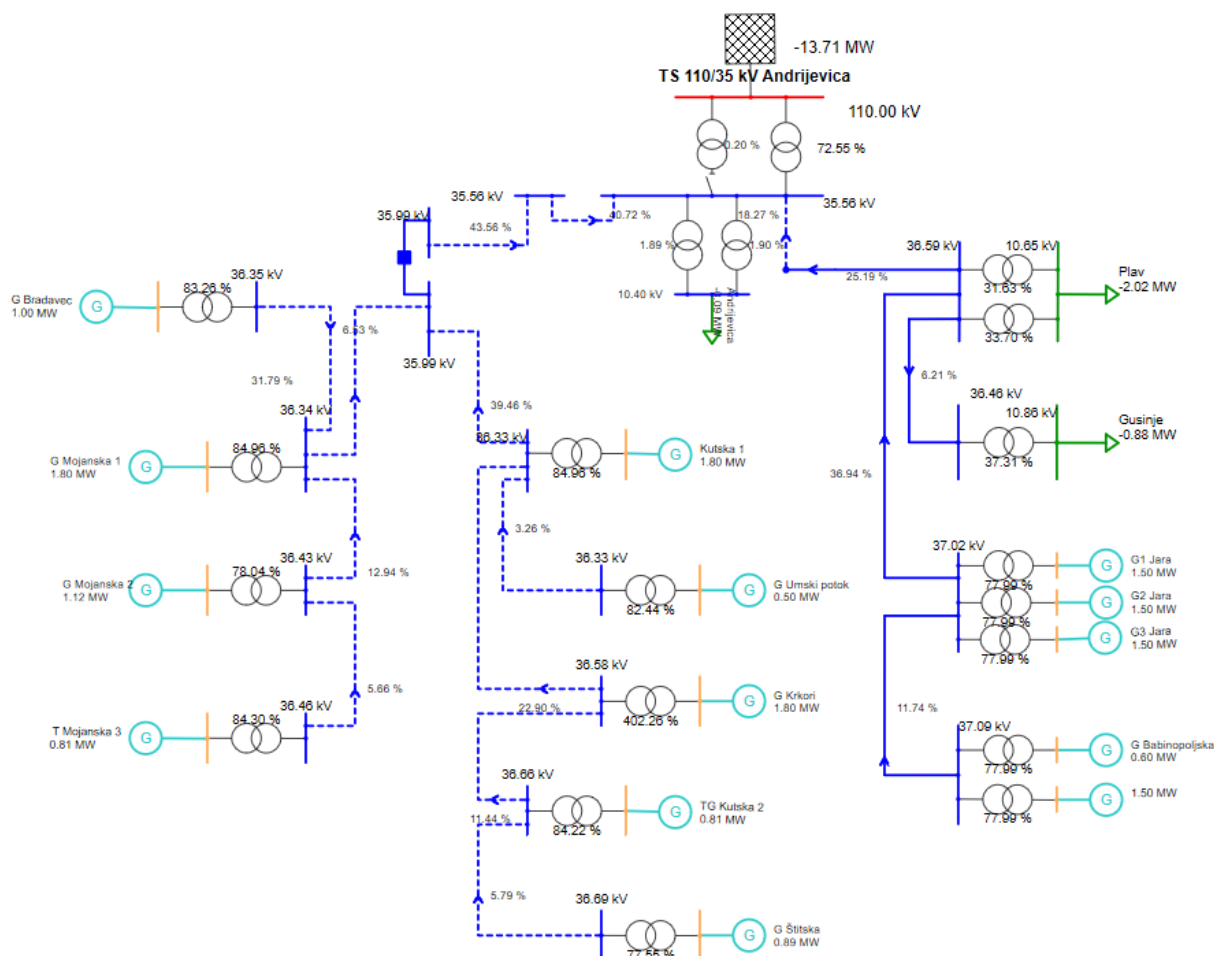 -13.71 MW
TS 110/35 kV Andrijevica
110.00 kV
0.20 %
72.55 %
35.56 kV
35.56 kV
40.72 %
18.27 %
35.99 kV
43.56 %
1.89 %
1.90 %
36.59 kV
10.65 kV
25.19 %
31.63 %
Plav
-2.02 MW
36.35 kV
83.26 %
G Bradavec
1.00 MW
G
6.53 %
10.40 kV
Andrijevica
-0.09 MW
33.70 %
35.99 kV
31.79 %
6.21 %
36.46 kV
10.86 kV
36.34 kV
39.46 %
Gusinje
-0.88 MW
36.33 kV
84.96 %
G Mojanska 1
1.80 MW
G
84.96 %
G
Kutska 1
1.80 MW
37.31 %
36.94 %
3.26 %
37.02 kV
36.43 kV
78.04 %
12.94 %
36.33 kV
G
G1 Jara
1.50 MW
77.99 %
G Mojanska 2
1.12 MW
G
82.44 %
G
G Umski potok
0.50 MW
77.99 %
G
G2 Jara
1.50 MW
G
G3 Jara
1.50 MW
77.99 %
36.58 kV
5.66 %
36.46 kV
22.90 %
402.26 %
G
G Krkori
1.80 MW
11.74 %
84.30 %
T Mojanska 3
0.81 MW
G
37.09 kV
77.99 %
G
G Babinopoljska
0.60 MW
36.66 kV
11.44 %
84.22 %
G
TG Kutska 2
0.81 MW
77.99 %
G
1.50 MW
5.79 %
36.69 kV
77.55 %
G
G Štitska
0.89 MW